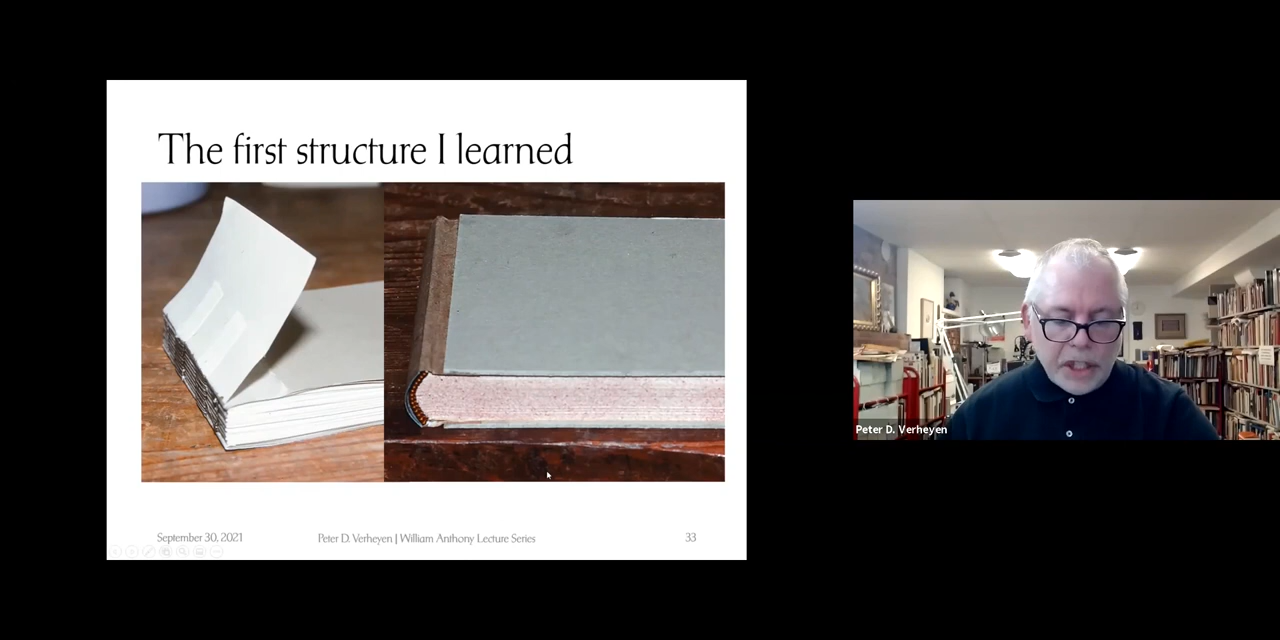 The first structure I learned
September 30, 2021
Peter D. Verheyen | William Anthony Lecture Series
33
Peter D. Verheyen